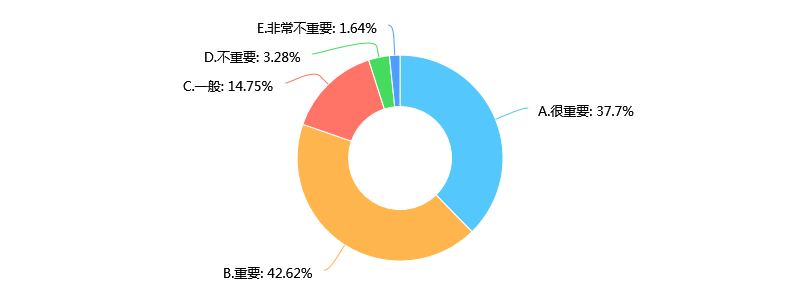 E.非常不重要: 1.64%
D.不重要: 3.28%
C.一般: 14.75%
A.很重要: 37.7%
B.重要: 42.62%